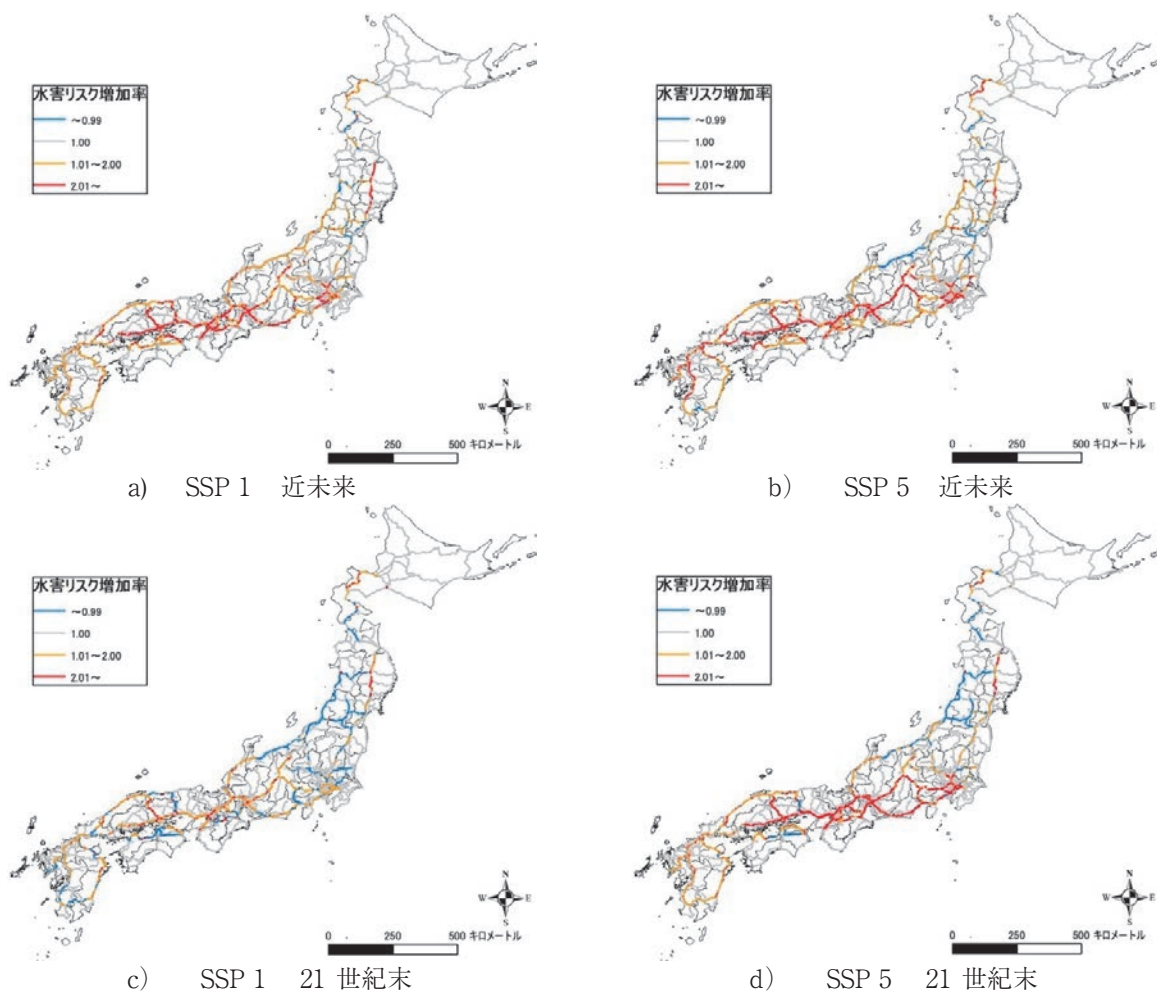 水害リスク増加率
～0.99
1.00
1.01～2.00
2.01～
N
W E
S
0 250 500 キロメートル
a) SSP 1 近未来
水害リスク増加率
～0.99
1.00
1.01～2.00
2.01～
N
W E
S
0 250 500 キロメートル
b） SSP 5 近未来
水害リスク増加率
～0.99
1.00
1.01～2.00
2.01～
N
W E
S
0 250 500 キロメートル
c） SSP 1 21 世紀末
水害リスク増加率
～0.99
1.00
1.01～2.00
2.01～
N
W E
S
0 250 500 キロメートル
d） SSP 5 21 世紀末